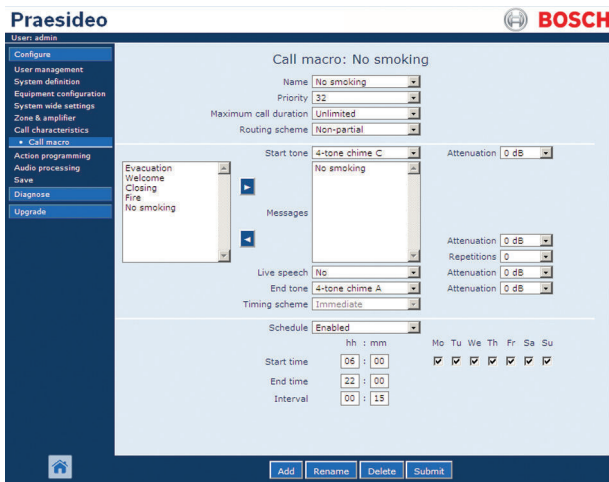 Praesideo
BOSCH
User: admin
Configure
User management
System definition
Equipment configuration
System wide settings
Zone & amplifier
Call characteristics
• Call macro
Action programming
Audio processing
Save
Diagnose
Upgrade
Call macro: No smoking
Name No smoking
Priority 32
Maximum call duration Unlimited
Routing scheme Non-partial
Start tone 4-tone chime C Attenuation 0 dB
Evacuation
Welcome
Closing
Fire
No smoking
Messages
No smoking
Attenuation 0 dB
Repetitions 0
Live speech No Attenuation 0 dB
End tone 4-tone chime A Attenuation 0 dB
Timing scheme Immediate
Schedule Enabled
hh : mm Mo Tu We Th Fr Sa Su
Start time 06 : 00
End time 22 : 00
Interval 00 : 15
Add Rename Delete Submit